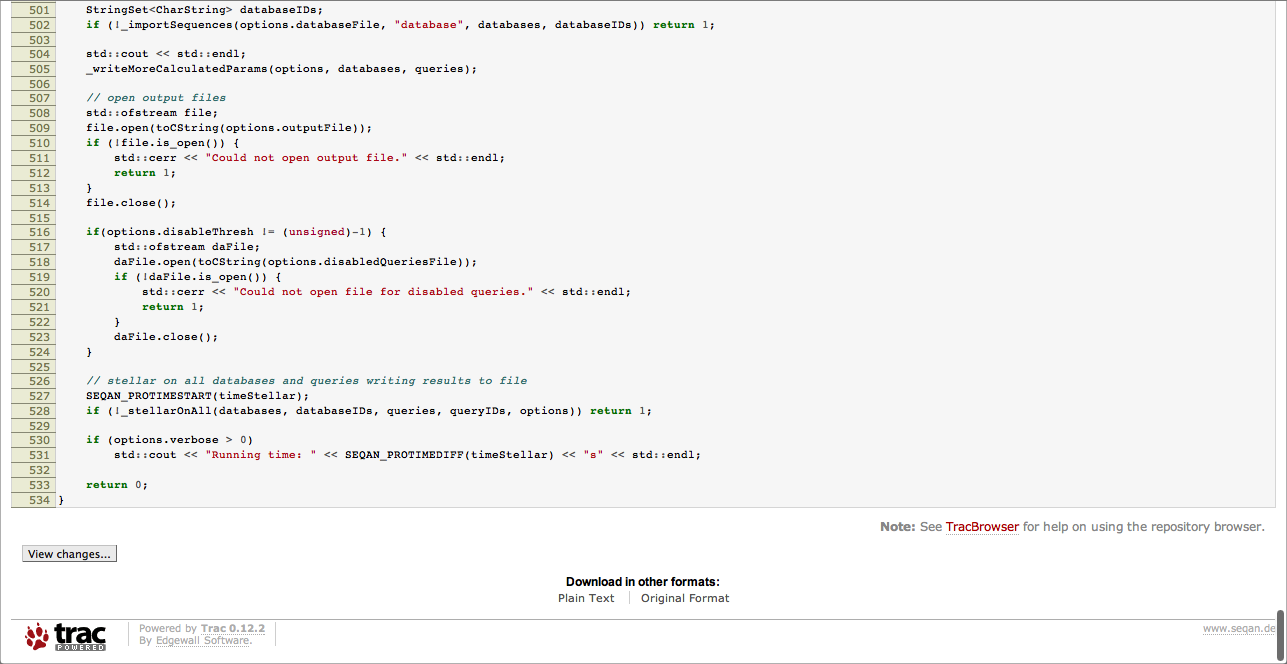 501 StringSet<CharString> databaseIDs;
502 if (!_importSequences(options.databaseFile, "database", databases, databaseIDs)) return 1;
503
504 std::cout << std::endl;
505 _writeMoreCalculatedParams(options, databases, queries);
506
507 // open output files
508 std::ofstream file;
509 file.open(toCString(options.outputFile));
510 if (!file.is_open()) {
511 std::cerr << "Could not open output file." << std::endl;
512 return 1;
513 }
514 file.close();
515
516 if(options.disableThresh != (unsigned)-1) {
517 std::ofstream daFile;
518 daFile.open(toCString(options.disabledQueriesFile));
519 if (!daFile.is_open()) {
520 std::cerr << "Could not open file for disabled queries." << std::endl;
521 return 1;
522 }
523 daFile.close();
524 }
525
526 // stellar on all databases and queries writing results to file
527 SEQAN_PROTIMESTART(timeStellar);
528 if (!_stellarOnAll(databases, databaseIDs, queries, queryIDs, options)) return 1;
529
530 if (options.verbose > 0)
531 std::cout << "Running time: " << SEQAN_PROTIMEDIFF(timeStellar) << "s" << std::endl;
532
533 return 0;
534 }
Note: See TracBrowser for help on using the repository browser.
View changes...
Download in other formats:
Plain Text Original Format
trac
POWERED
Powered by Trac 0.12.2
By Edgewall Software.
www.seqan.de